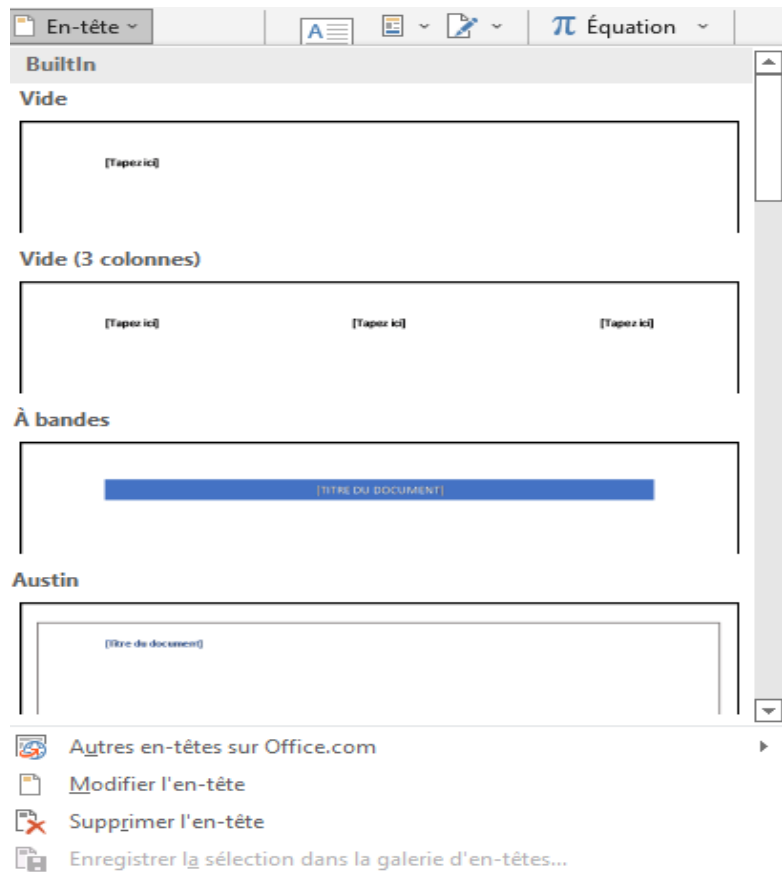 En-tête
A
π Équation
BuiltIn
Vide
[Tapez ici]
Vide (3 colonnes)
[Tapez ici] [Tapez ici] [Tapez ici]
À bandes
[TITRE DU DOCUMENT]
Austin
[Titre du document]
Autres en-têtes sur Office.com
Modifier l'en-tête
Supprimer l'en-tête
Enregistrer la sélection dans la galerie d'en-têtes...